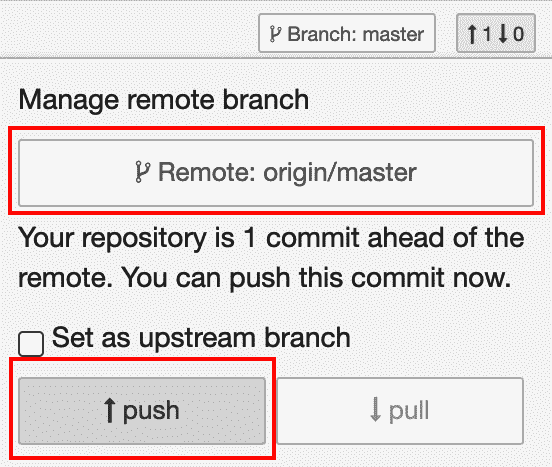 Branch: master ↑1↓0
Manage remote branch
Remote: origin/master
Your repository is 1 commit ahead of the
remote. You can push this commit now.
Set as upstream branch
↑ push ↓ pull